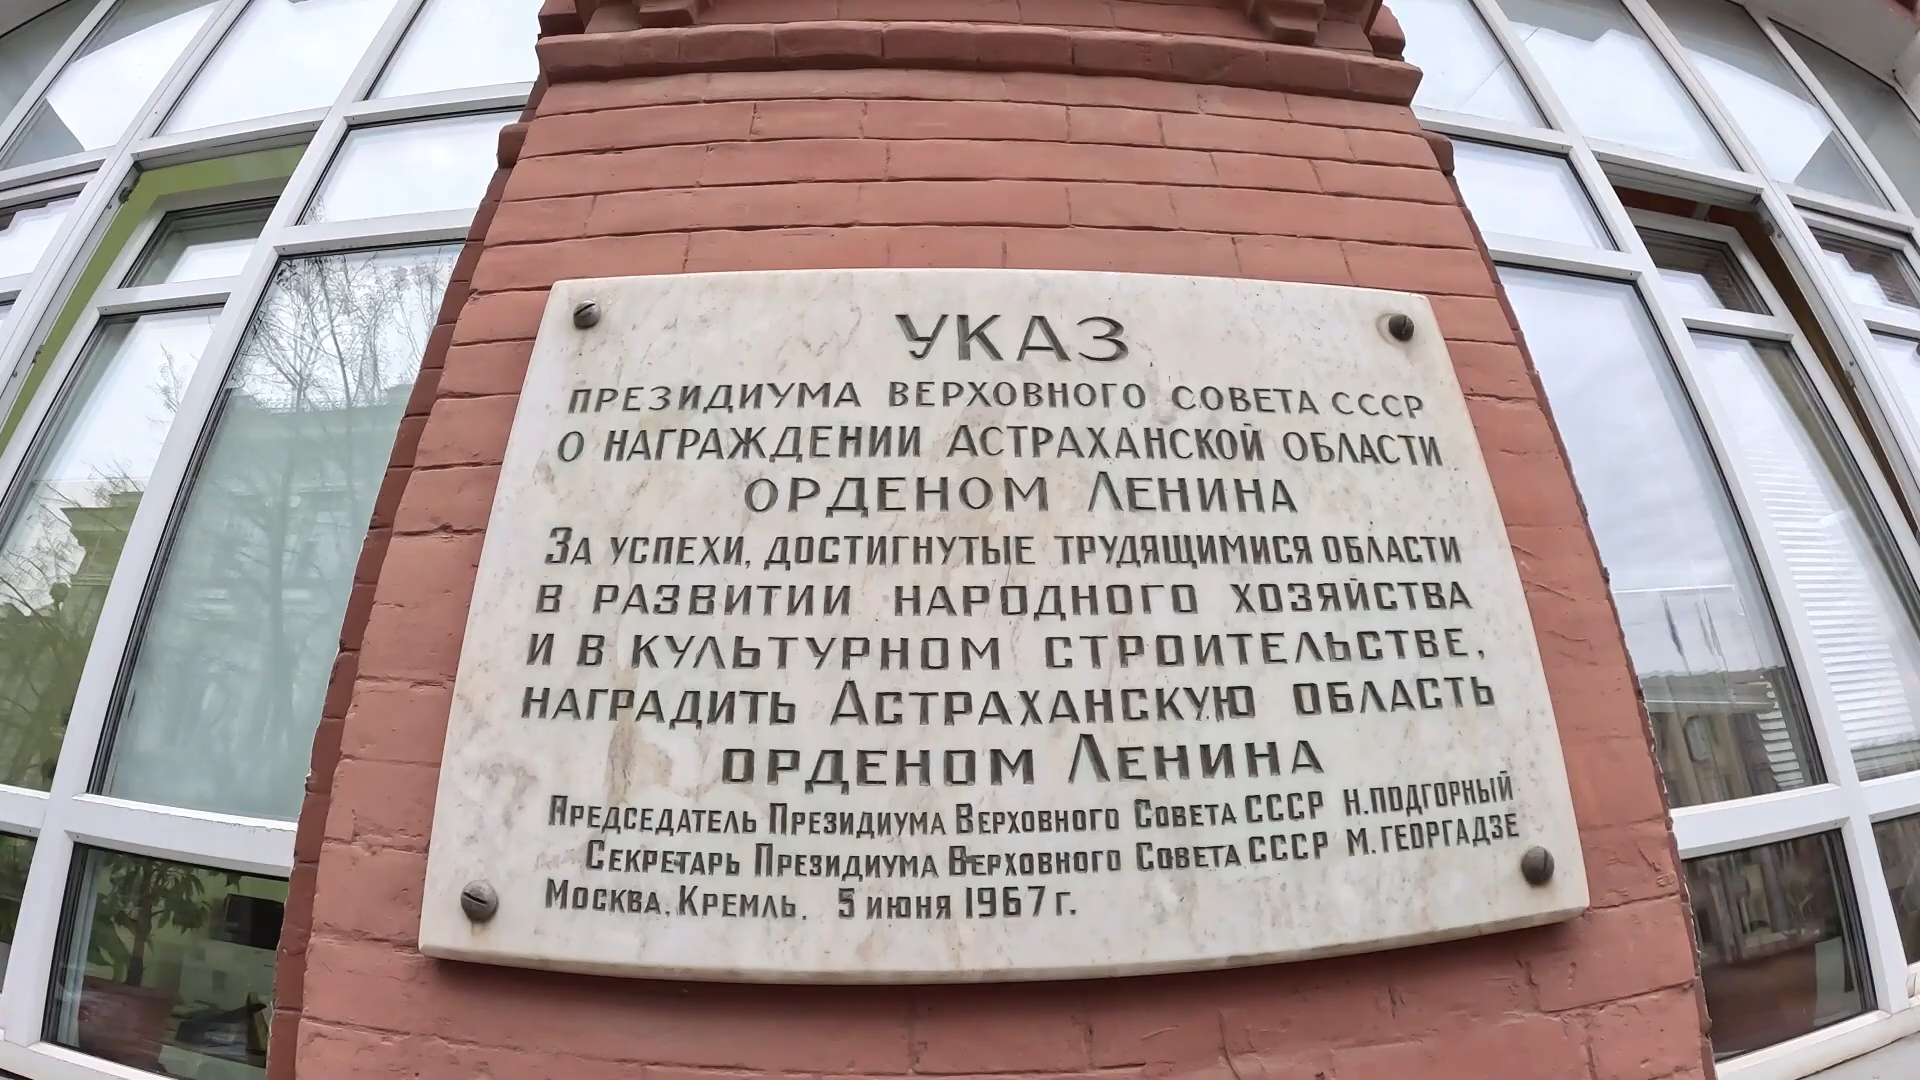 УКАЗ
ПРЕЗИДИУМА ВЕРХОВНОГО СОВЕТА СССР
О НАГРАЖДЕНИИ АСТРАХАНСКОЙ ОБЛАСТИ
ОРДЕНОМ ЛЕНИНА
ЗА УСПЕХИ, ДОСТИГНУТЫЕ ТРУДЯЩИМИСЯ ОБЛАСТИ
В РАЗВИТИИ НАРОДНОГО ХОЗЯЙСТВА
И В КУЛЬТУРНОМ СТРОИТЕЛЬСТВЕ,
НАГРАДИТЬ АСТРАХАНСКУЮ ОБЛАСТЬ
ОРДЕНОМ ЛЕНИНА
ПРЕДСЕДАТЕЛЬ ПРЕЗИДИУМА ВЕРХОВНОГО СОВЕТА СССР Н.ПОДГОРНЫЙ
СЕКРЕТАРЬ ПРЕЗИДИУМА ВЕРХОВНОГО СОВЕТА СССР М.ГЕОРГАДЗЕ
МОСКВА, КРЕМЛЬ. 5 ИЮНЯ 1967 Г.